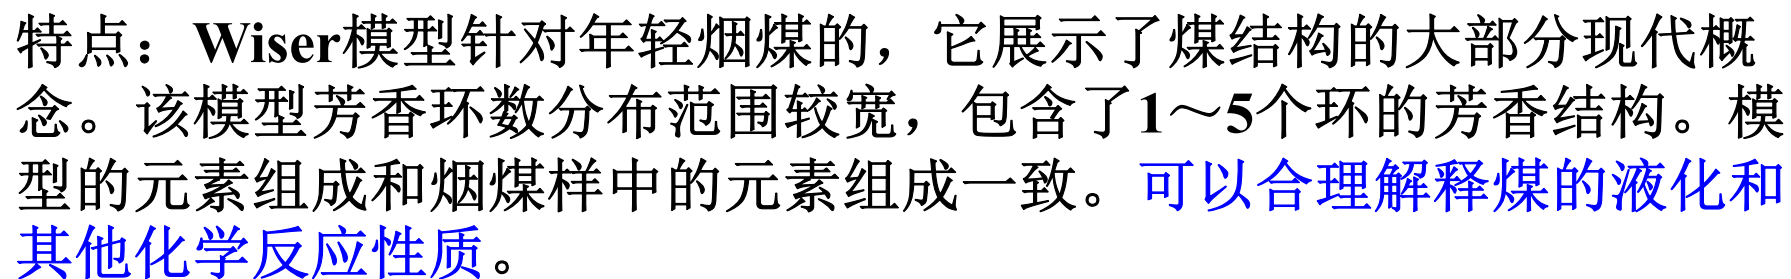 特点：Wiser模型针对年轻烟煤的，它展示了煤结构的大部分现代概
念。该模型芳香环数分布范围较宽，包含了1～5个环的芳香结构。模
型的元素组成和烟煤样中的元素组成一致。可以合理解释煤的液化和
其他化学反应性质。